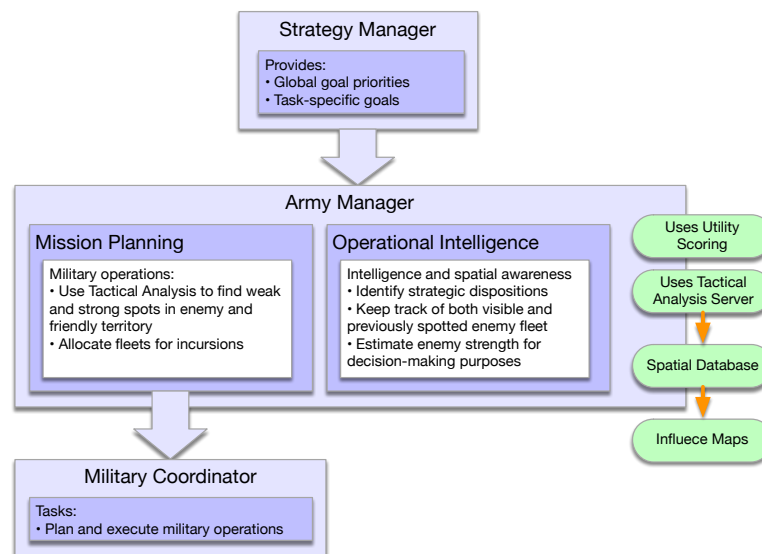 Strategy Manager
Provides:
• Global goal priorities
• Task-specific goals
Army Manager
Mission Planning
Military operations:
• Use Tactical Analysis to find weak
and strong spots in enemy and
friendly territory
• Allocate fleets for incursions
Operational Intelligence
Intelligence and spatial awareness
• Identify strategic dispositions
• Keep track of both visible and
previously spotted enemy fleet
• Estimate enemy strength for
decision-making purposes
Uses Utility
Scoring
Uses Tactical
Analysis Server
Spatial Database
Influece Maps
Military Coordinator
Tasks:
• Plan and execute military operations